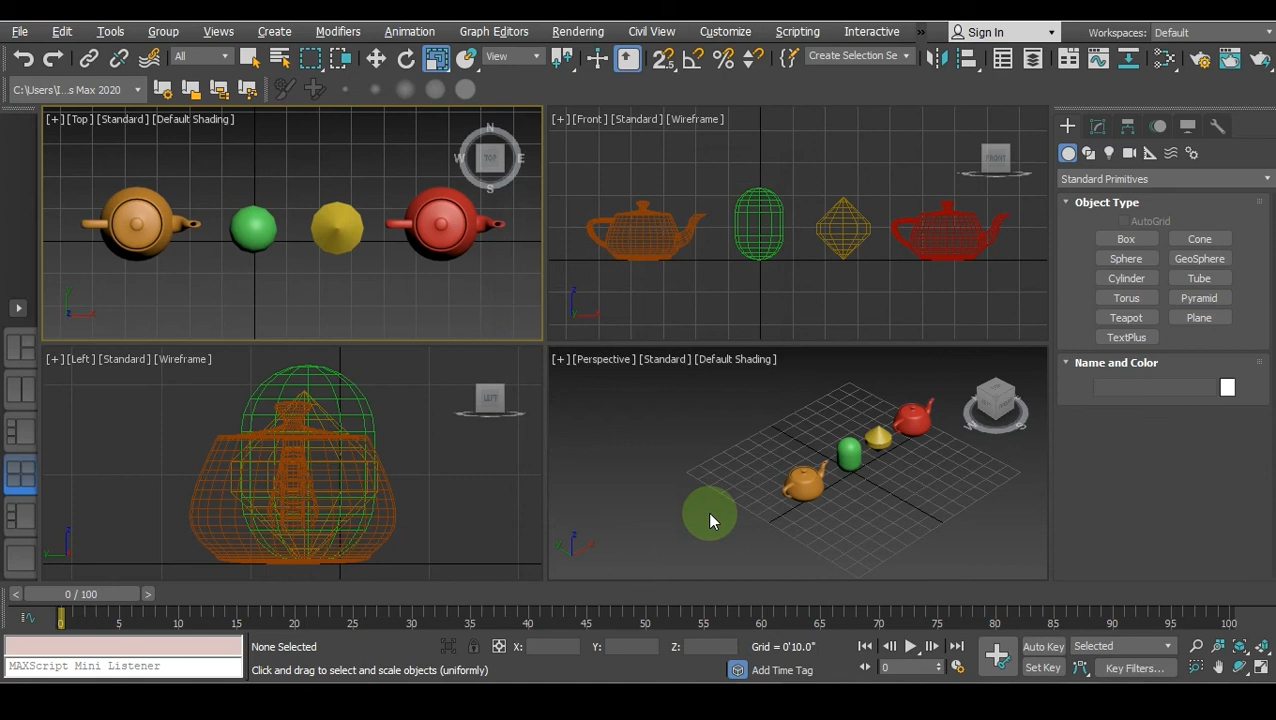 File Edit Tools Group Views Create Modifiers Animation Graph Editors Rendering Civil View Customize Scripting Interactive » Sign In Workspaces: Default
All View Create Selection Se
C:\Users\I...s Max 2020
[+] [Top] [Standard] [Default Shading]
[+] [Front] [Standard] [Wireframe]
N
W TOP E
S
FRONT
Standard Primitives
Object Type
AutoGrid
Box Cone
Sphere GeoSphere
Cylinder Tube
Torus Pyramid
Teapot Plane
TextPlus
Name and Color
[+] [Left] [Standard] [Wireframe]
[+] [Perspective] [Standard] [Default Shading]
LEFT
z
y
x
< 0 / 100 >
0 5 10 15 20 25 30 35 40 45 50 55 60 65 70 75 80 85 90 95 100
None Selected X: Y: Z: Grid = 0'10.0" Auto Key Selected
MAXScript Mini Listener Click and drag to select and scale objects (uniformly) Add Time Tag 0 Set Key Key Filters...